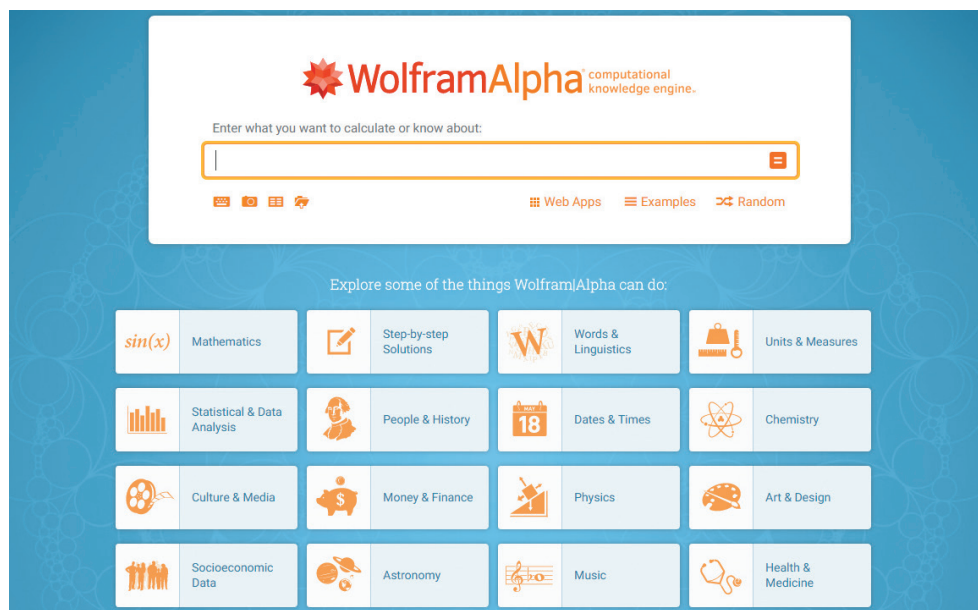 WolframAlpha computational
knowledge engine.
Enter what you want to calculate or know about:
Web Apps Examples Random
Explore some of the things Wolfram|Alpha can do:
sin(x) Mathematics
Step-by-step
Solutions
W Words &
Linguistics
Units & Measures
Statistical & Data
Analysis
People & History
MAY
18 Dates & Times
Chemistry
Culture & Media
$ Money & Finance
Physics
Art & Design
Socioeconomic
Data
Astronomy
Music
Health &
Medicine